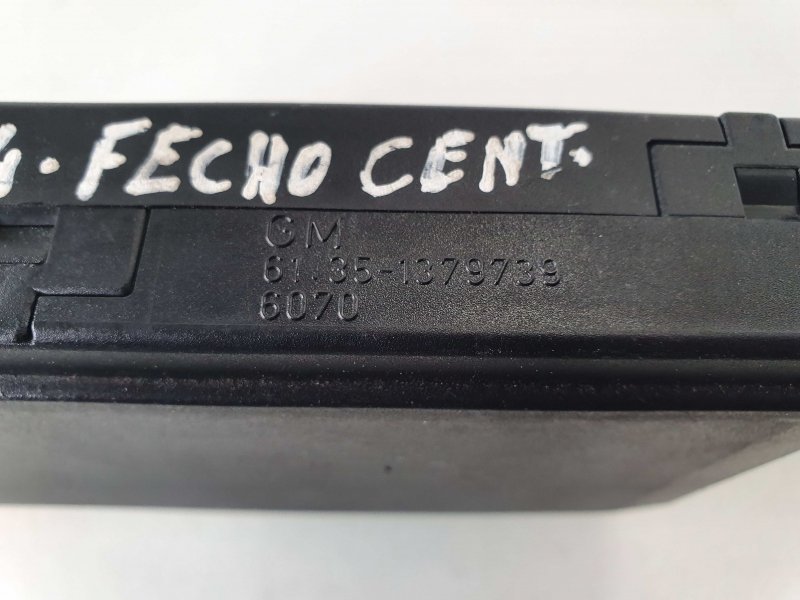 . FECHO CENT.
GM
61.35-1379739
6070